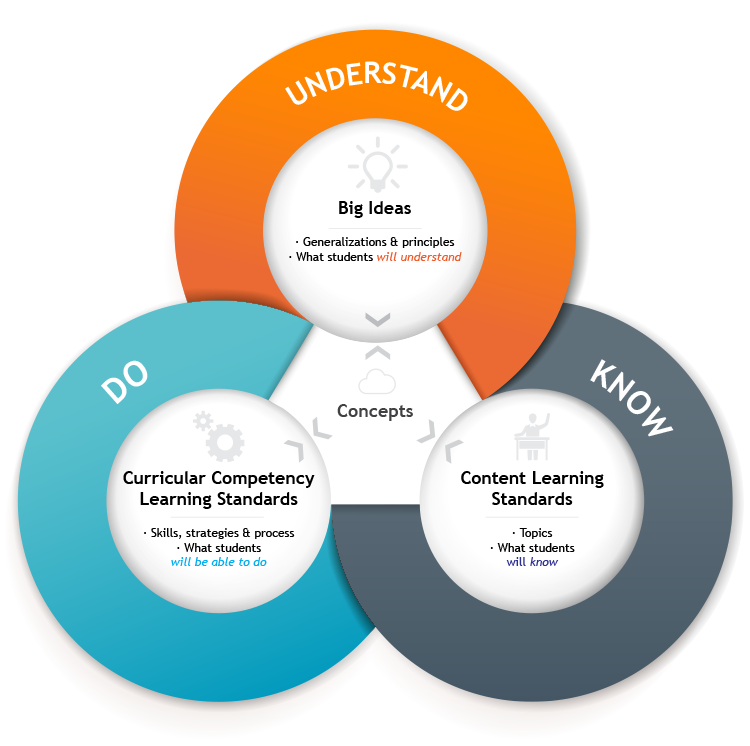 UNDERSTAND
Big Ideas
· Generalizations & principles
· What students will understand
DO
KNOW
Concepts
Curricular Competency
Learning Standards
· Skills, strategies & process
· What students
will be able to do
Content Learning
Standards
· Topics
· What students
will know